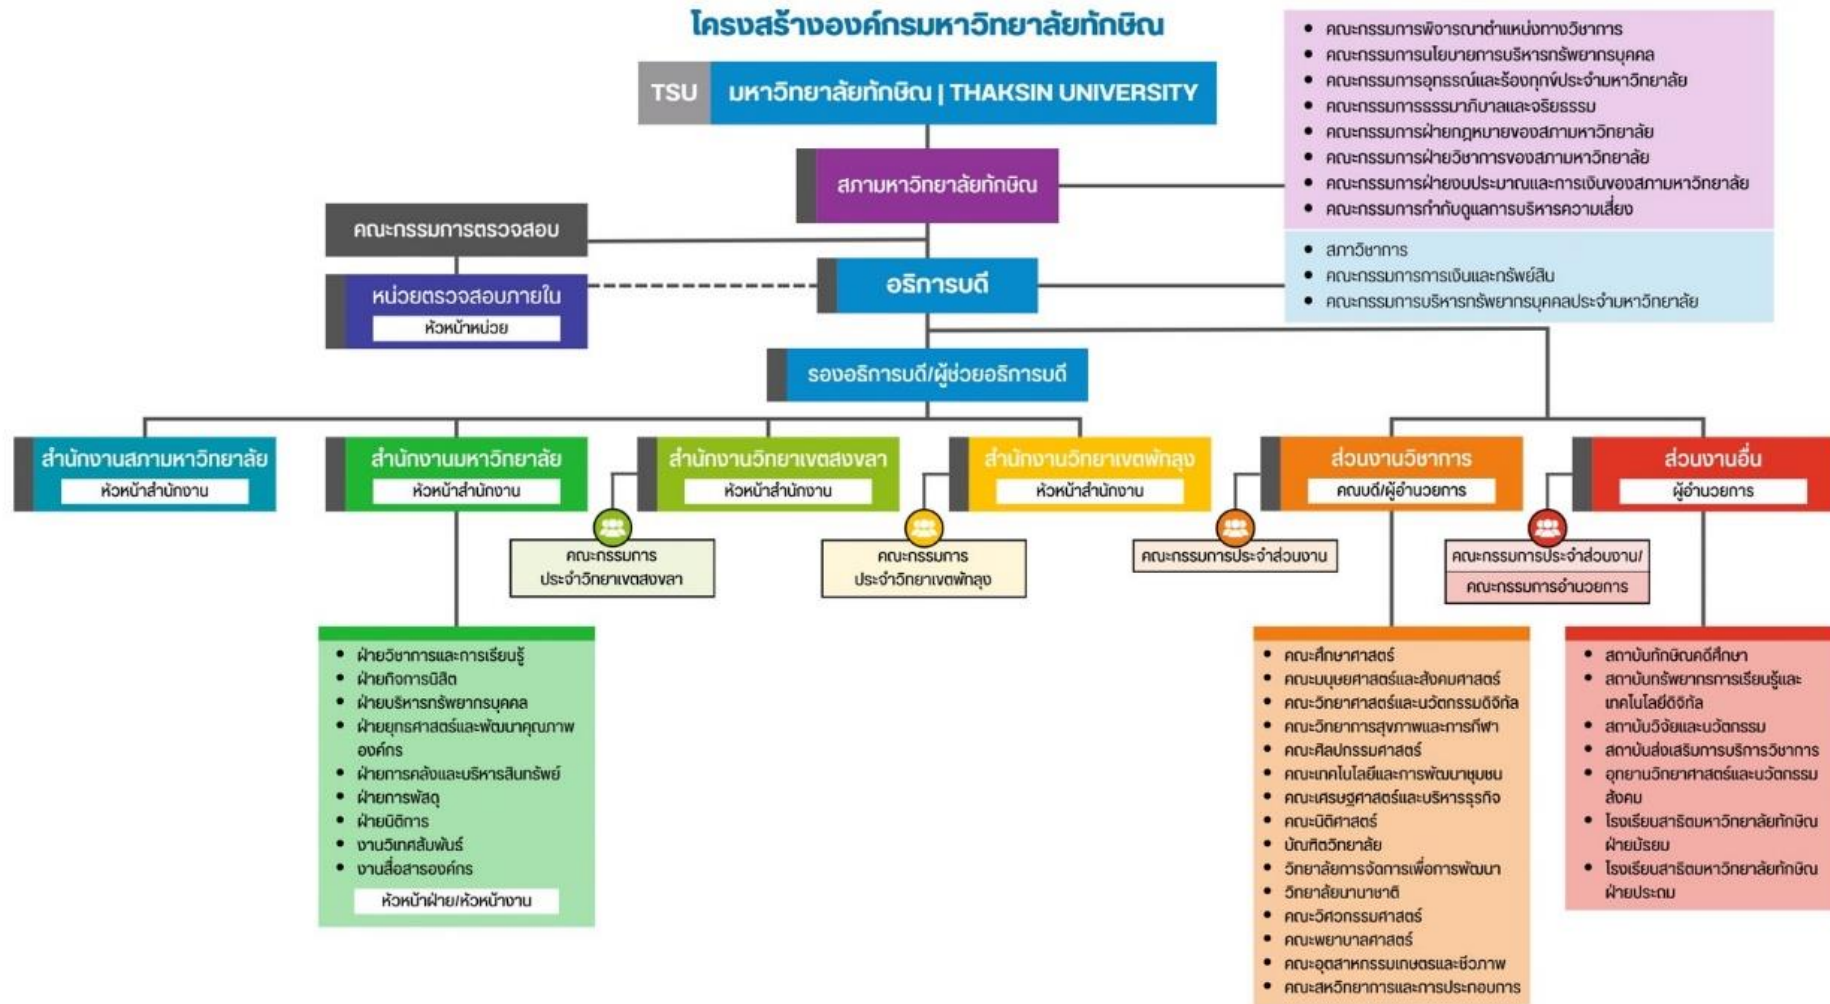 โครงสร้างองค์กรมหาวิทยาลัยทักษิณ
TSU มหาวิทยาลัยทักษิณ | THAKSIN UNIVERSITY
สภามหาวิทยาลัยทักษิณ
คณะกรรมการพิจารณาตำแหน่งทางวิชาการ
คณะกรรมการนโยบายการบริหารทรัพยากรบุคคล
คณะกรรมการอุทธรณ์และร้องทุกข์ประจำมหาวิทยาลัย
คณะกรรมการธรรมาภิบาลและจริยธรรม
คณะกรรมการฝ่ายกฎหมายของสภามหาวิทยาลัย
คณะกรรมการฝ่ายวิชาการของสภามหาวิทยาลัย
คณะกรรมการฝ่ายงบประมาณและการเงินของสภามหาวิทยาลัย
คณะกรรมการกำกับดูแลการบริหารความเสี่ยง
คณะกรรมการตรวจสอบ
หน่วยตรวจสอบภายใน
หัวหน้าหน่วย
อธิการบดี
สภาวิชาการ
คณะกรรมการการเงินและทรัพย์สิน
คณะกรรมการบริหารทรัพยากรบุคคลประจำมหาวิทยาลัย
รองอธิการบดี/ผู้ช่วยอธิการบดี
สำนักงานสภามหาวิทยาลัย
หัวหน้าสำนักงาน
สำนักงานมหาวิทยาลัย
หัวหน้าสำนักงาน
สำนักงานวิทยาเขตสงขลา
หัวหน้าสำนักงาน
สำนักงานวิทยาเขตพัทลุง
หัวหน้าสำนักงาน
ส่วนงานวิชาการ
คณบดี/ผู้อำนวยการ
ส่วนงานอื่น
ผู้อำนวยการ
คณะกรรมการ
ประจำวิทยาเขตสงขลา
คณะกรรมการ
ประจำวิทยาเขตพัทลุง
คณะกรรมการประจำส่วนงาน
คณะกรรมการประจำส่วนงาน/
คณะกรรมการอำนวยการ
ฝ่ายวิชาการและการเรียนรู้
ฝ่ายกิจการนิสิต
ฝ่ายบริหารทรัพยากรบุคคล
ฝ่ายยุทธศาสตร์และพัฒนาคุณภาพ
องค์กร
ฝ่ายการคลังและบริหารสินทรัพย์
ฝ่ายการพัสดุ
ฝ่ายนิติการ
งานวิเทศสัมพันธ์
งานสื่อสารองค์กร
หัวหน้าฝ่าย/หัวหน้างาน
คณะศึกษาศาสตร์
คณะมนุษยศาสตร์และสังคมศาสตร์
คณะวิทยาศาสตร์และนวัตกรรมดิจิทัล
คณะวิทยาการสุขภาพและการกีฬา
คณะศิลปกรรมศาสตร์
คณะเทคโนโลยีและการพัฒนาชุมชน
คณะเศรษฐศาสตร์และบริหารธุรกิจ
คณะนิติศาสตร์
บัณฑิตวิทยาลัย
วิทยาลัยการจัดการเพื่อการพัฒนา
วิทยาลัยนานาชาติ
คณะวิศวกรรมศาสตร์
คณะพยาบาลศาสตร์
คณะอุตสาหกรรมเกษตรและชีวภาพ
คณะสหวิทยาการและการประกอบการ
สถาบันทักษิณคดีศึกษา
สถาบันทรัพยากรการเรียนรู้และ
เทคโนโลยีดิจิทัล
สถาบันวิจัยและนวัตกรรม
สถาบันส่งเสริมการบริการวิชาการ
อุทยานวิทยาศาสตร์และนวัตกรรม
สังคม
โรงเรียนสาธิตมหาวิทยาลัยทักษิณ
ฝ่ายมัธยม
โรงเรียนสาธิตมหาวิทยาลัยทักษิณ
ฝ่ายประถม